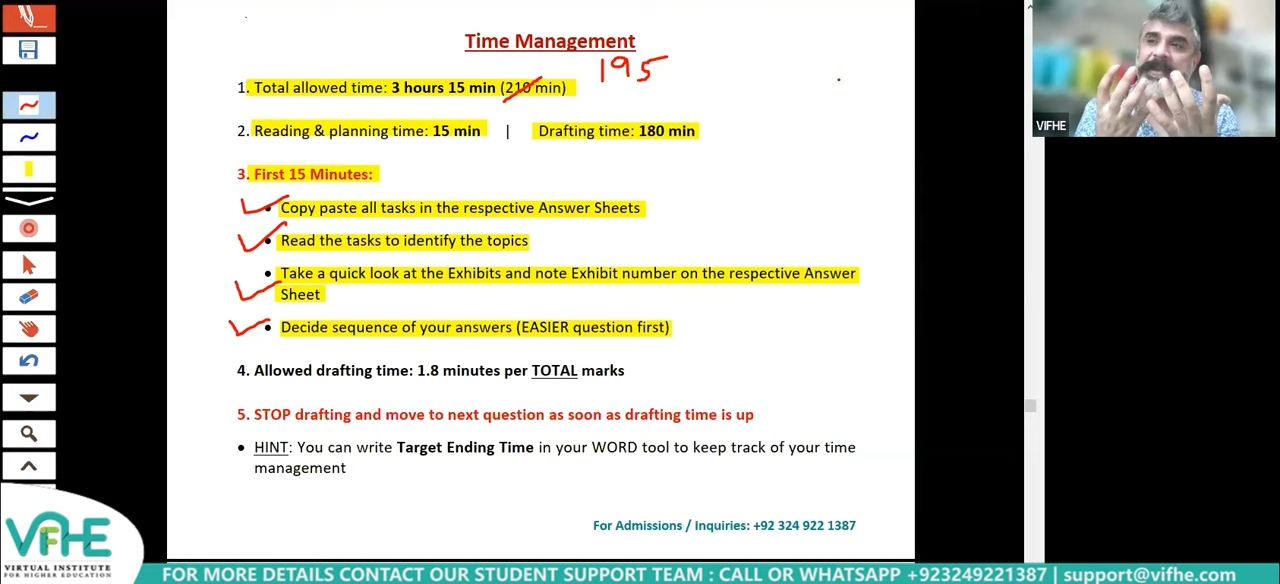 Time Management
195
1. Total allowed time: 3 hours 15 min (210 min)
2. Reading & planning time: 15 min | Drafting time: 180 min
3. First 15 Minutes:
• Copy paste all tasks in the respective Answer Sheets
• Read the tasks to identify the topics
• Take a quick look at the Exhibits and note Exhibit number on the respective Answer
Sheet
• Decide sequence of your answers (EASIER question first)
4. Allowed drafting time: 1.8 minutes per TOTAL marks
5. STOP drafting and move to next question as soon as drafting time is up
• HINT: You can write Target Ending Time in your WORD tool to keep track of your time
management
For Admissions / Inquiries: +92 324 922 1387
VIFHE
VIFHE
VIRTUAL INSTITUTE
FOR HIGHER EDUCATION
FOR MORE DETAILS CONTACT OUR STUDENT SUPPORT TEAM : CALL OR WHATSAPP +923249221387 | support@vifhe.com